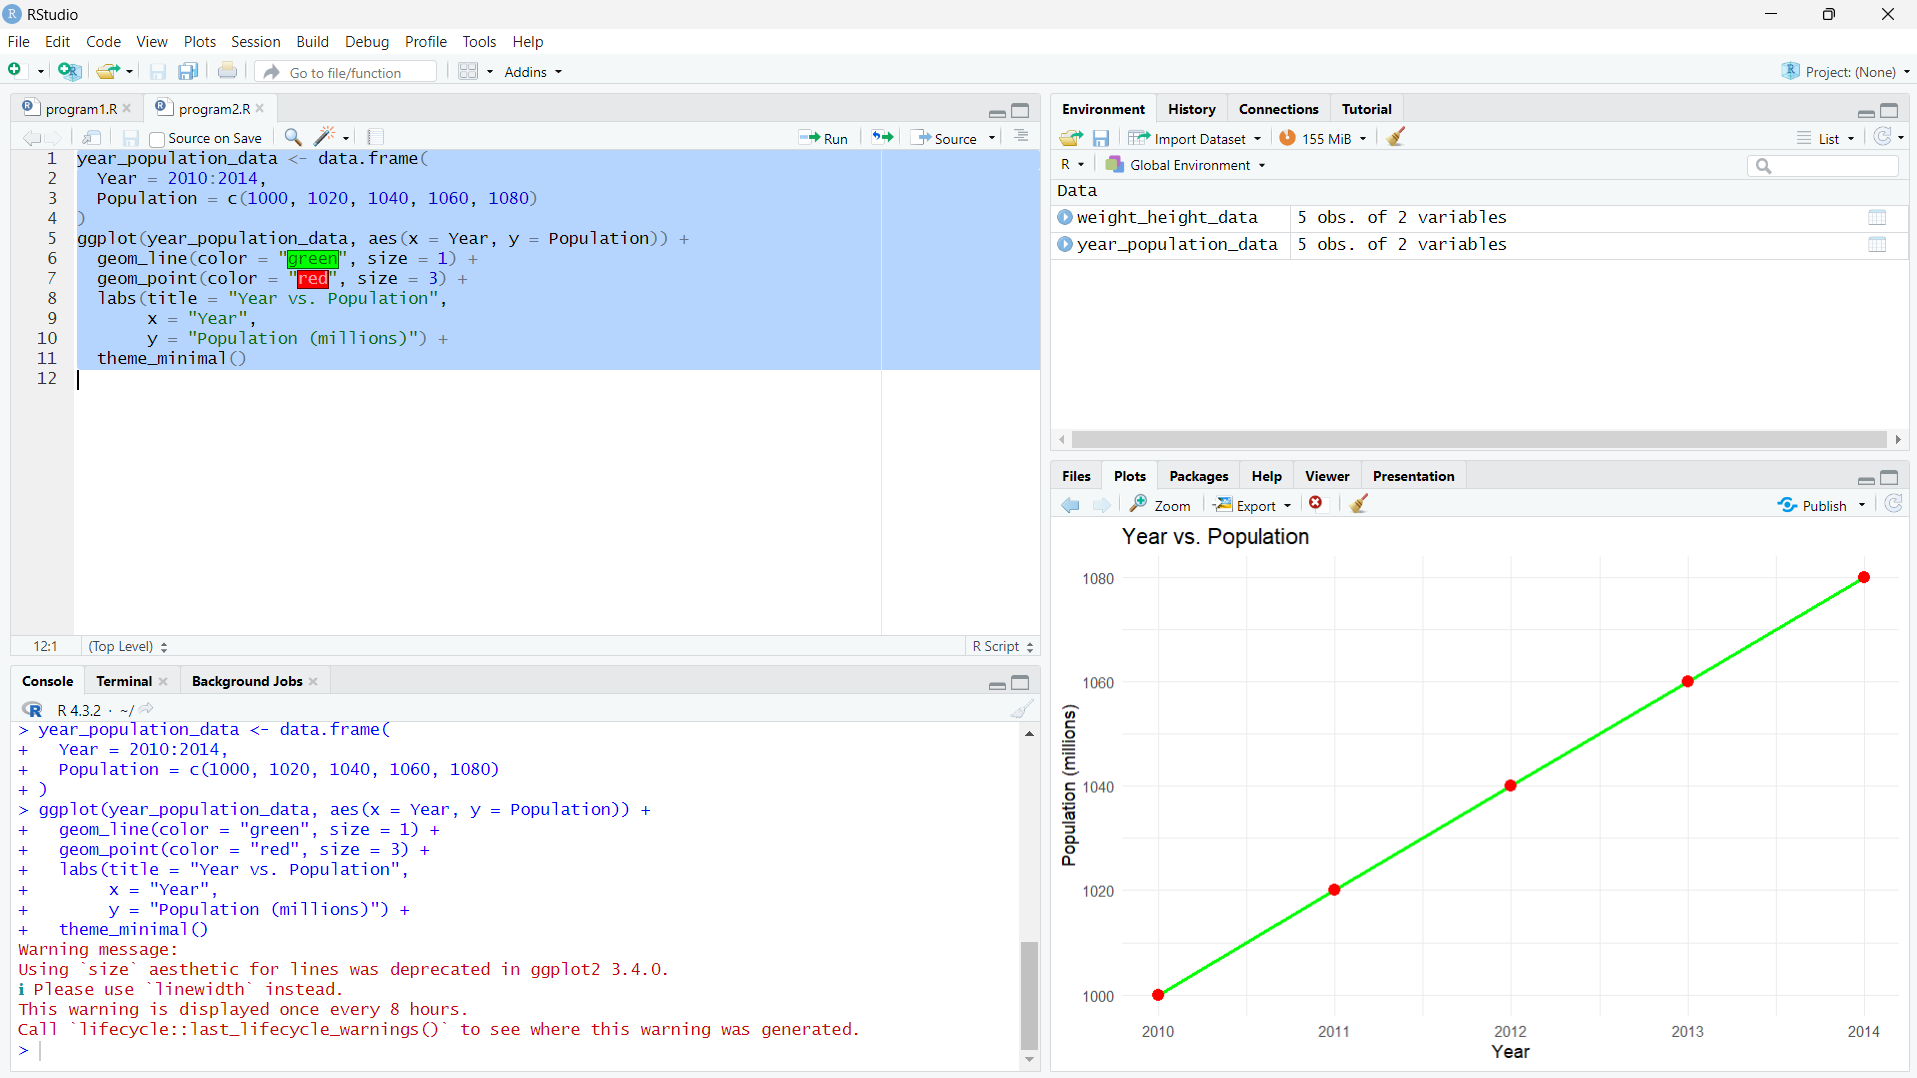 RStudio
File Edit Code View Plots Session Build Debug Profile Tools Help
Go to file/function Addins Project: (None)
program1.R program2.R
Source on Save Run Source
1 year_population_data <- data.frame(
2   Year = 2010:2014,
3   Population = c(1000, 1020, 1040, 1060, 1080)
4 )
5 ggplot(year_population_data, aes(x = Year, y = Population)) +
6   geom_line(color = "green", size = 1) +
7   geom_point(color = "red", size = 3) +
8   labs(title = "Year vs. Population",
9        x = "Year",
10        y = "Population (millions)") +
11   theme_minimal()
12
12:1 (Top Level) R Script
Console Terminal Background Jobs
R 4.3.2 · ~/
> year_population_data <- data.frame(
+   Year = 2010:2014,
+   Population = c(1000, 1020, 1040, 1060, 1080)
+ )
> ggplot(year_population_data, aes(x = Year, y = Population)) +
+   geom_line(color = "green", size = 1) +
+   geom_point(color = "red", size = 3) +
+   labs(title = "Year vs. Population",
+        x = "Year",
+        y = "Population (millions)") +
+   theme_minimal()
Warning message:
Using `size` aesthetic for lines was deprecated in ggplot2 3.4.0.
ℹ Please use `linewidth` instead.
This warning is displayed once every 8 hours.
Call `lifecycle::last_lifecycle_warnings()` to see where this warning was generated.
>
Environment History Connections Tutorial
Import Dataset 155 MiB List
R Global Environment
Data
weight_height_data 5 obs. of 2 variables
year_population_data 5 obs. of 2 variables
Files Plots Packages Help Viewer Presentation
Zoom Export Publish
Year vs. Population
1080
1060
1040
1020
1000
Population (millions)
2010 2011 2012 2013 2014
Year